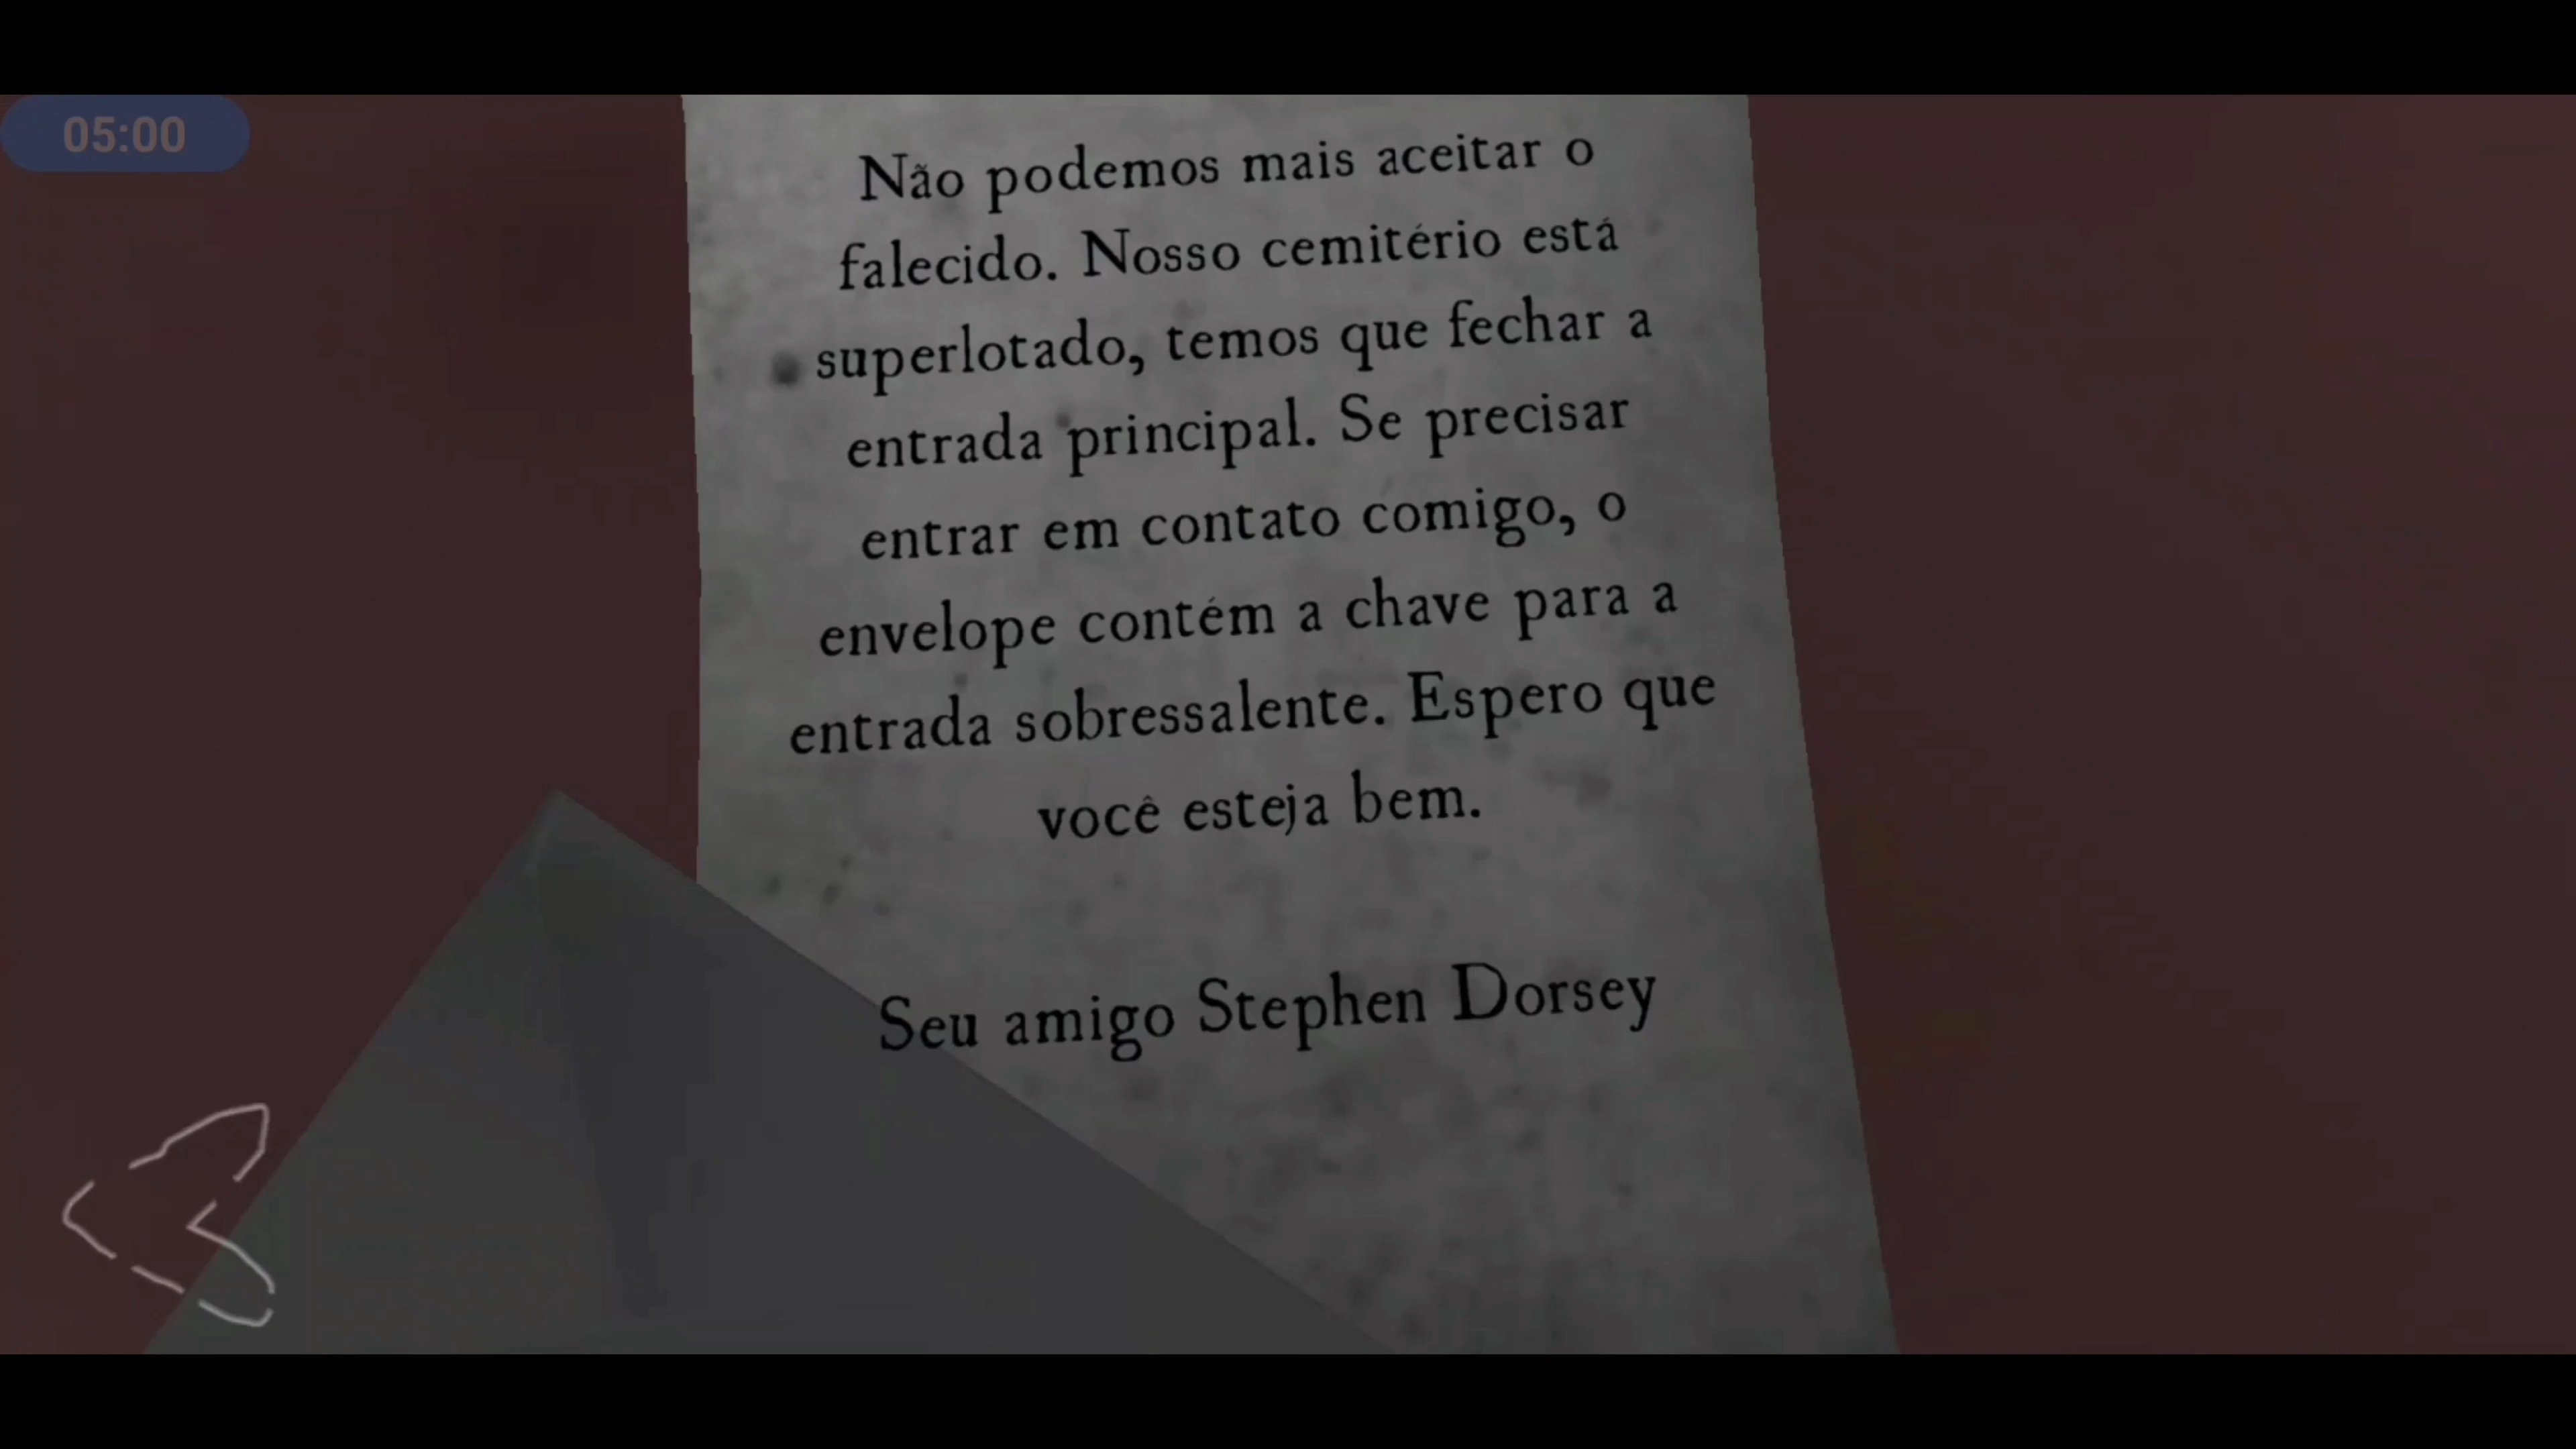 05:00
Não podemos mais aceitar o
falecido. Nosso cemitério está
superlotado, temos que fechar a
entrada principal. Se precisar
entrar em contato comigo, o
envelope contém a chave para a
entrada sobressalente. Espero que
você esteja bem.
Seu amigo Stephen Dorsey